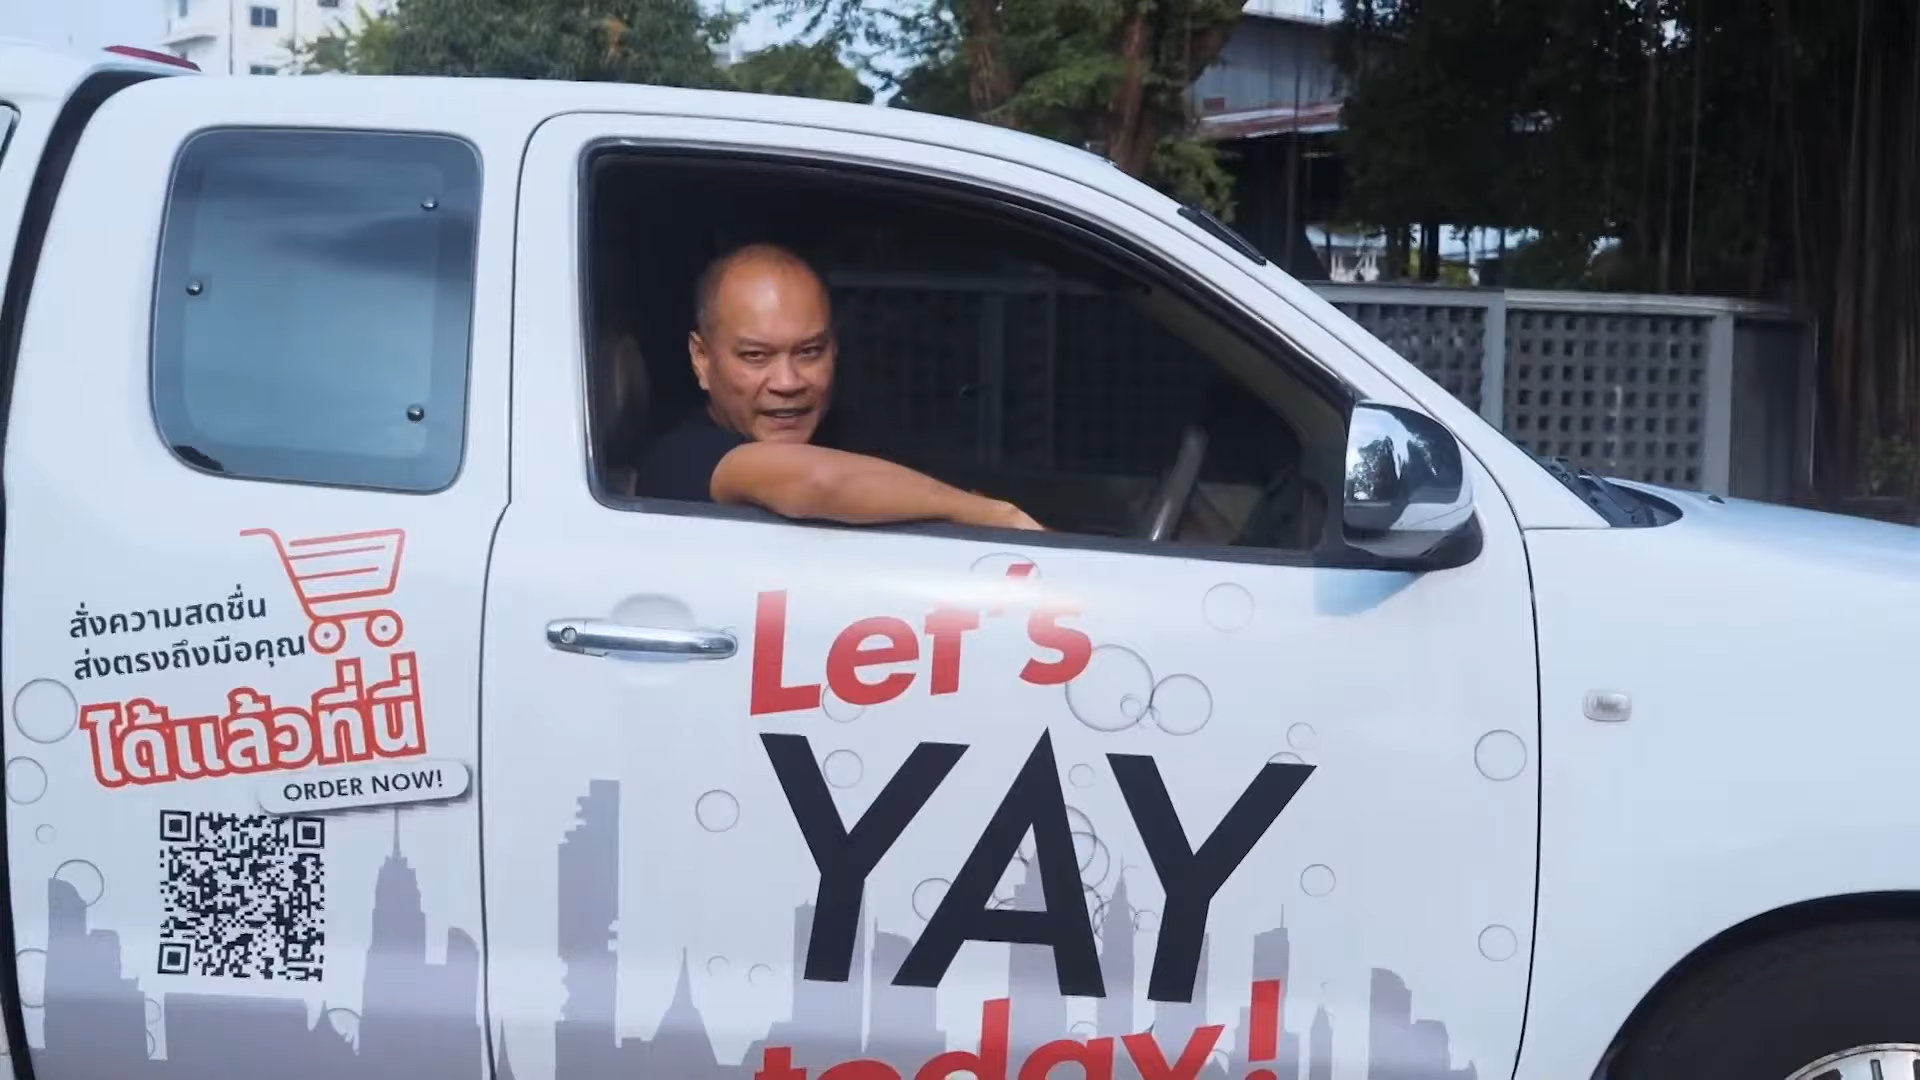 สั่งความสดชื่น
ส่งตรงถึงมือคุณ
ได้แล้วที่นี่
ORDER NOW!
Let's
YAY
today!